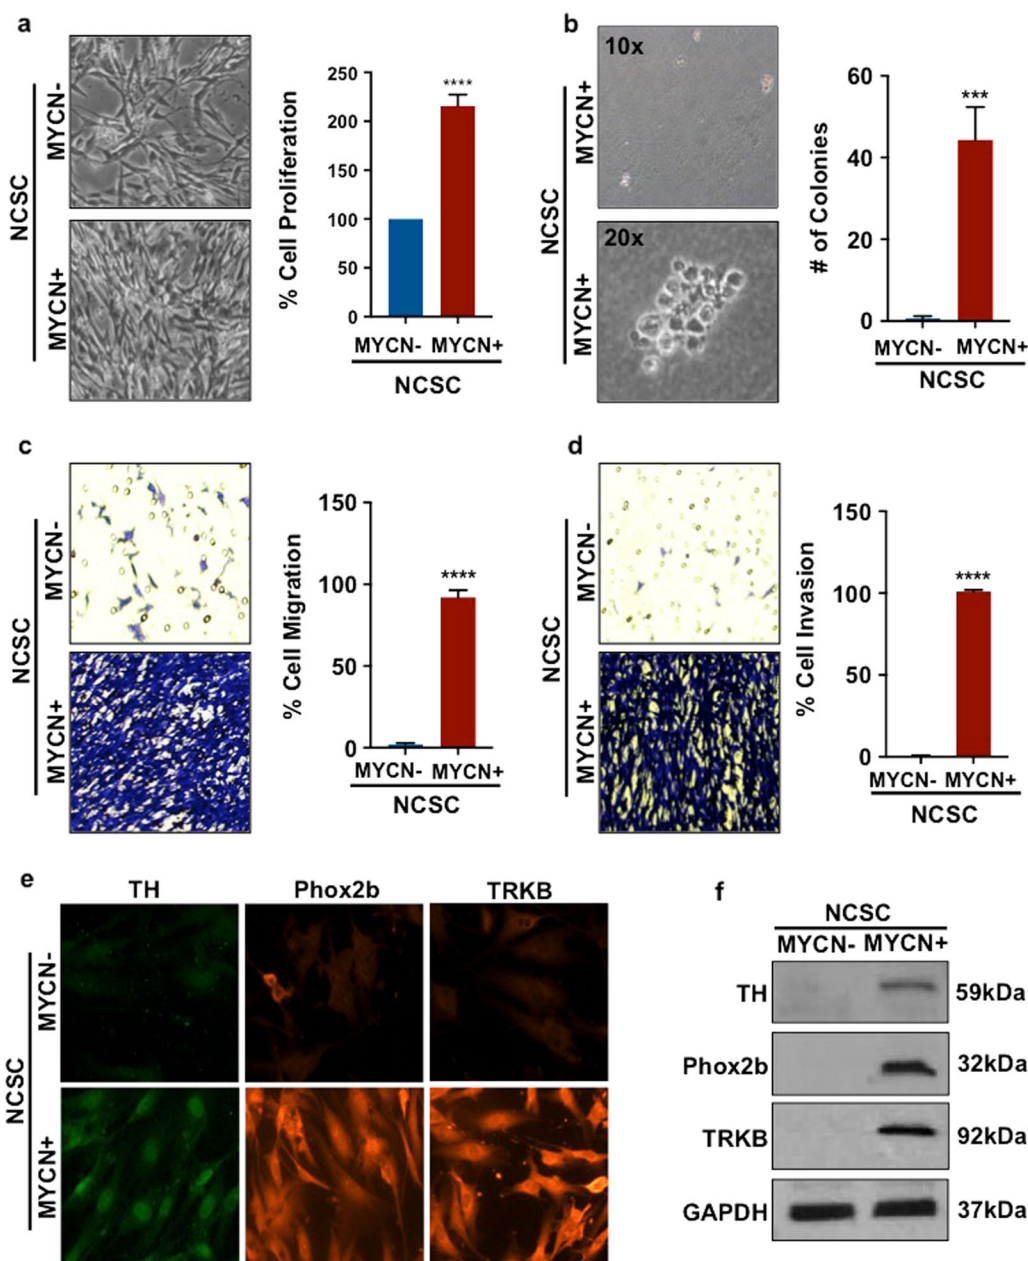 a
NCSC
MYCN-
MYCN+
% Cell Proliferation
250
200
150
100
50
0
****
MYCN- MYCN+
NCSC
b
NCSC
MYCN+
MYCN+
10x
20x
# of Colonies
60
40
20
0
***
MYCN- MYCN+
NCSC
c
NCSC
MYCN-
MYCN+
% Cell Migration
150
100
50
0
****
MYCN- MYCN+
NCSC
d
NCSC
MYCN-
MYCN+
% Cell Invasion
150
100
50
0
****
MYCN- MYCN+
NCSC
e
TH Phox2b TRKB
NCSC
MYCN-
MYCN+
f
NCSC
MYCN- MYCN+
TH 59kDa
Phox2b 32kDa
TRKB 92kDa
GAPDH 37kDa